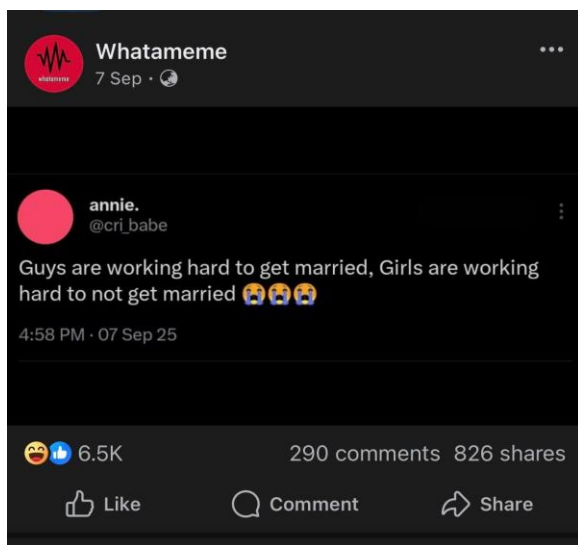 Whatameme
7 Sep ·
whatameme
annie.
@cri_babe
Guys are working hard to get married, Girls are working
hard to not get married 😭😭😭
4:58 PM · 07 Sep 25
6.5K
290 comments 826 shares
Like
Comment
Share